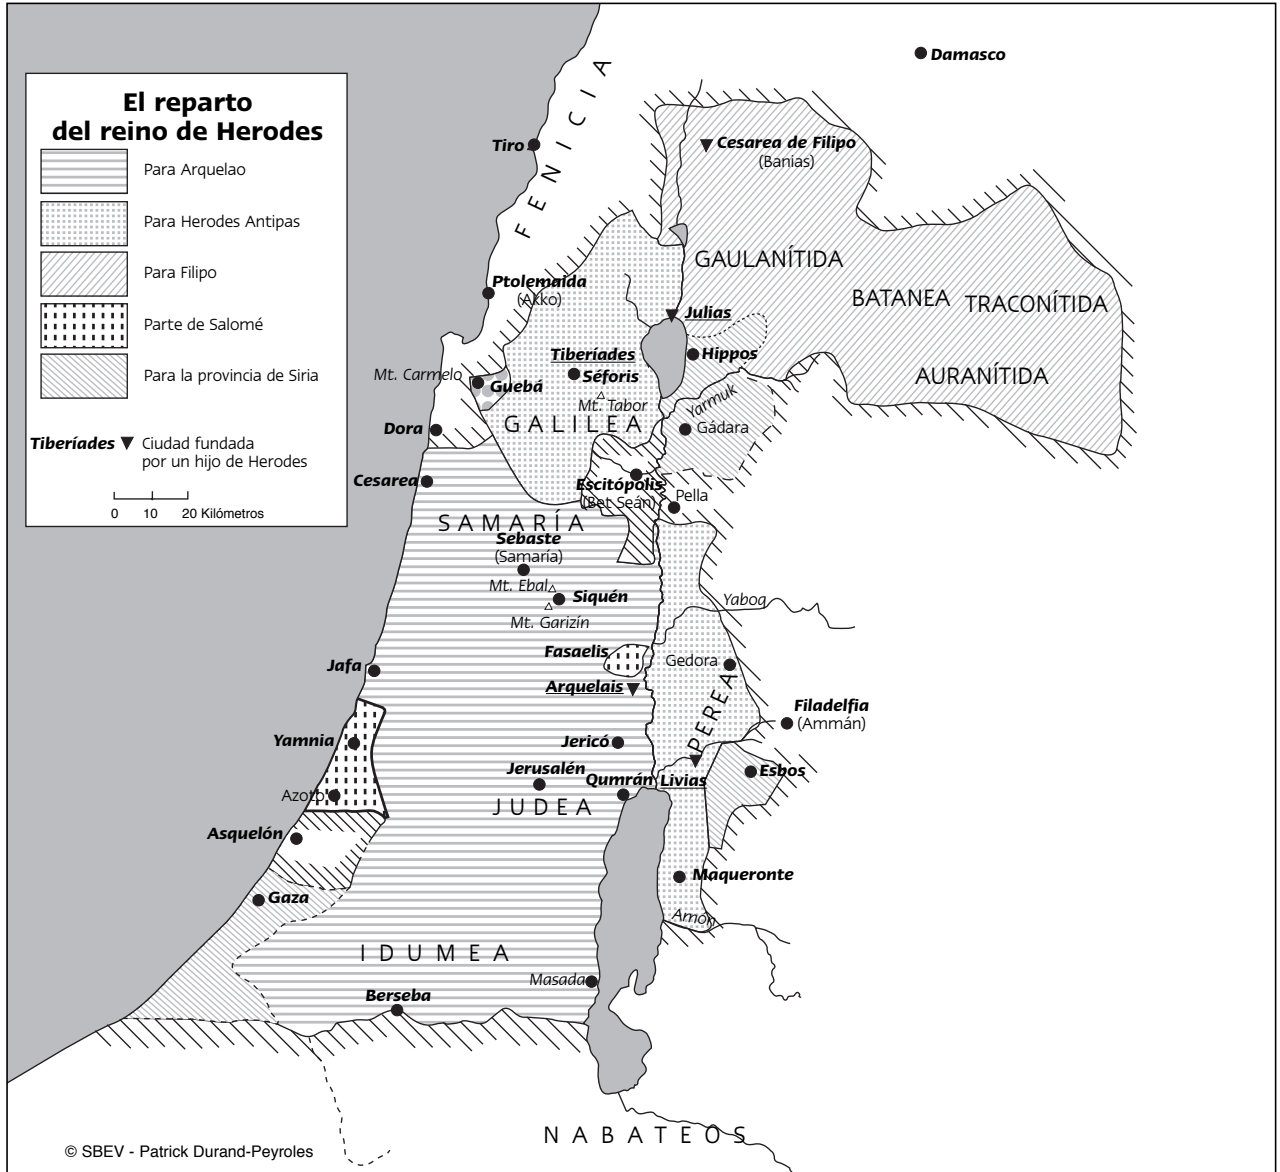 El reparto
del reino de Herodes
Para Arquelao
Para Herodes Antipas
Para Filipo
Parte de Salomé
Para la provincia de Siria
Tiberíades ▼ Ciudad fundada
por un hijo de Herodes
0 10 20 Kilómetros
Damasco
FENICIA
Tiro
Cesarea de Filipo
(Banias)
GAULANÍTIDA
BATANEA
TRACONÍTIDA
AURANÍTIDA
Ptolemaida
(Akko)
Julias
Tiberíades
Hippos
Mt. Carmelo
Guebá
Séforis
Mt. Tabor
Yarmuk
GALILEA
Dora
Gádara
Cesarea
Escitópolis
(Bet Seán)
Pella
SAMARÍA
Sebaste
(Samaría)
Mt. Ebal
Siquén
Mt. Garizín
Yaboq
Fasaelis
Gedora
Jafa
Arquelais
PEREA
Filadelfia
(Ammán)
Yamnia
Jericó
Jerusalén
Qumrán
Livias
Esbos
Azoto
JUDEA
Asquelón
Maqueronte
Gaza
Arnón
IDUMEA
Masada
Berseba
NABATEOS
© SBEV - Patrick Durand-Peyroles